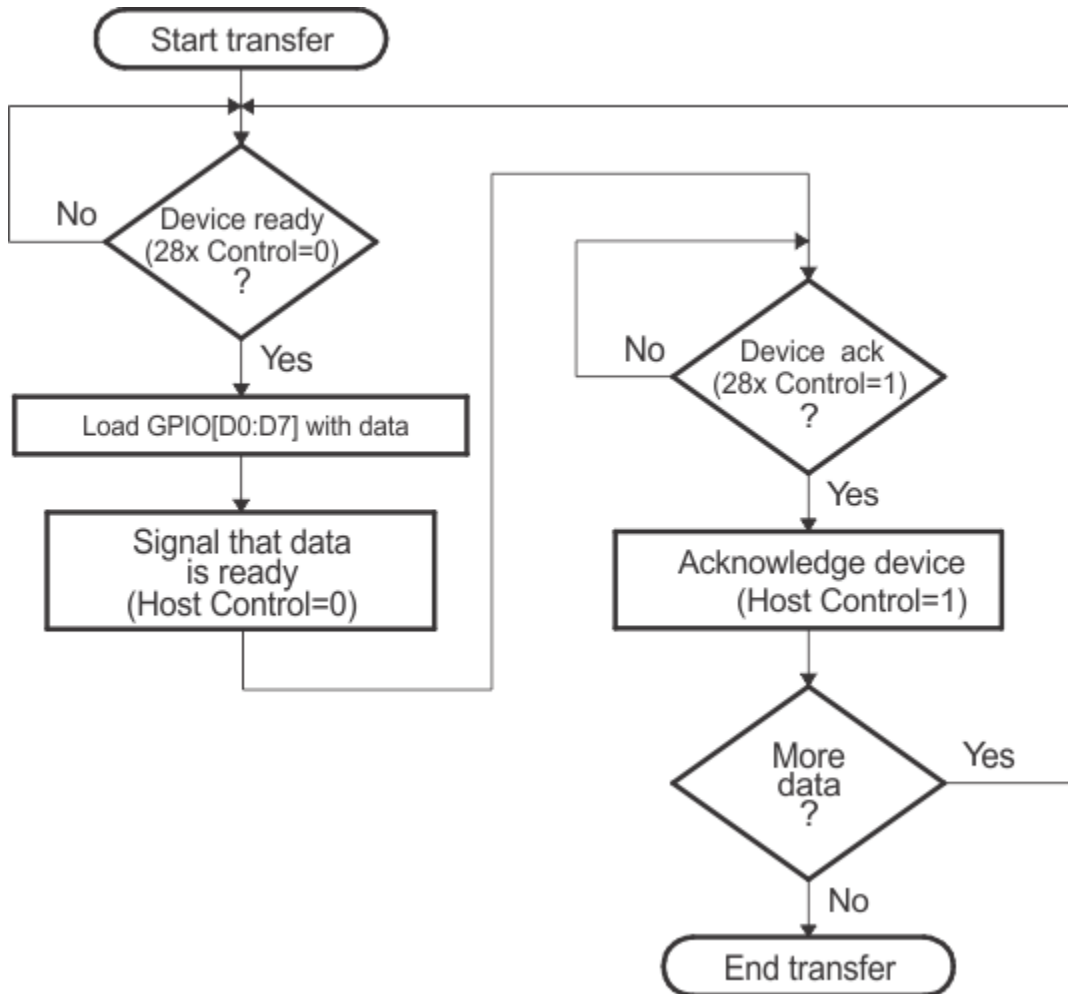 Start transfer
No
Device ready
(28x Control=0)
?
Yes
Load GPIO[D0:D7] with data
Signal that data
is ready
(Host Control=0)
No
Device ack
(28x Control=1)
?
Yes
Acknowledge device
(Host Control=1)
More
data
?
Yes
No
End transfer